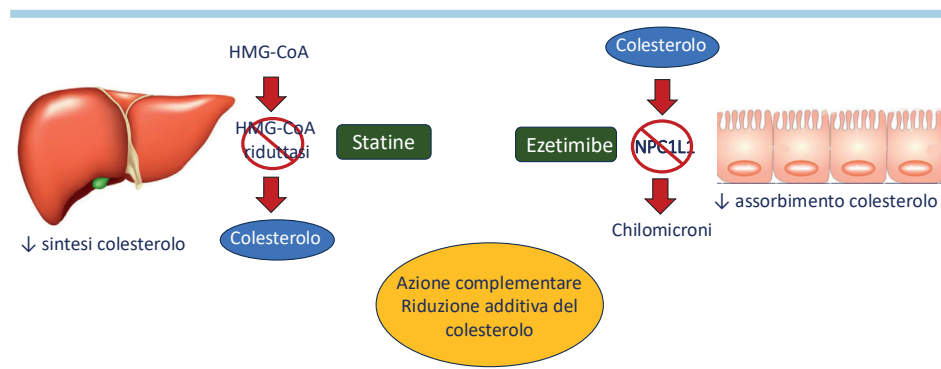 HMG-CoA
HMG-CoA
riduttasi
Statine
Colesterolo
↓ sintesi colesterolo
Colesterolo
Ezetimibe
NPC1L1
Chilomicroni
↓ assorbimento colesterolo
Azione complementare
Riduzione additiva del
colesterolo